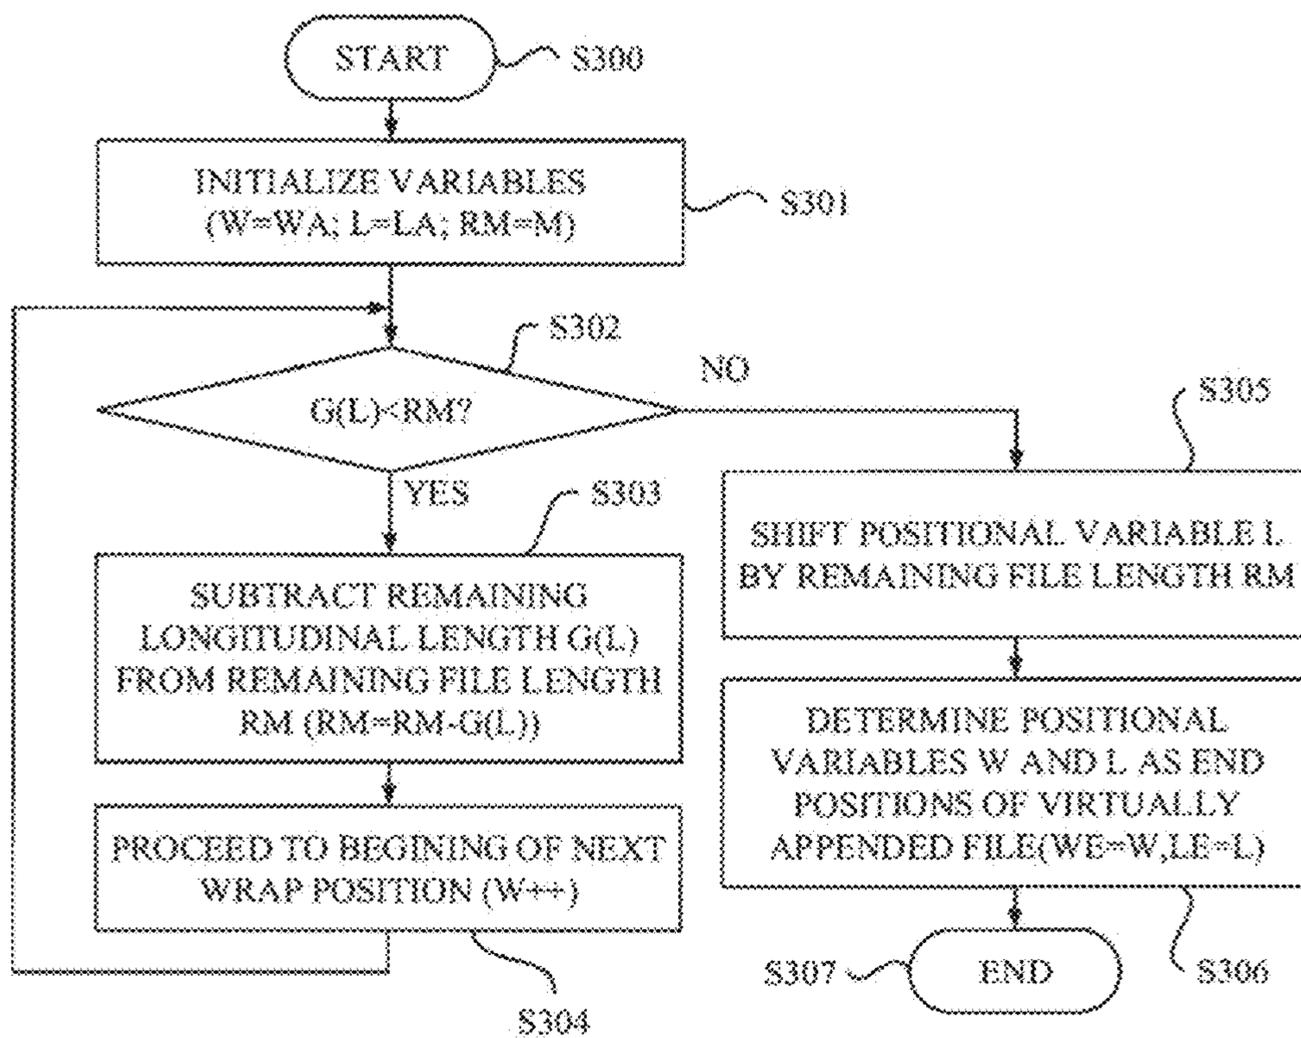 START
S300
INITIALIZE VARIABLES
(W=WA; L=LA; RM=M)
S301
S302
G(L)<RM?
NO
YES
S303
SUBTRACT REMAINING
LONGITUDINAL LENGTH G(L)
FROM REMAINING FILE LENGTH
RM (RM=RM-G(L))
PROCEED TO BEGINING OF NEXT
WRAP POSITION (W++)
S304
S305
SHIFT POSITIONAL VARIABLE L
BY REMAINING FILE LENGTH RM
DETERMINE POSITIONAL
VARIABLES W AND L AS END
POSITIONS OF VIRTUALLY
APPENDED FILE(WE=W,LE=L)
S306
S307
END